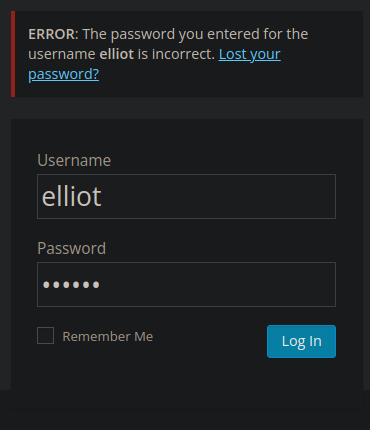 ERROR: The password you entered for the
username elliot is incorrect. Lost your
password?
Username
elliot
Password
••••••
Remember Me
Log In